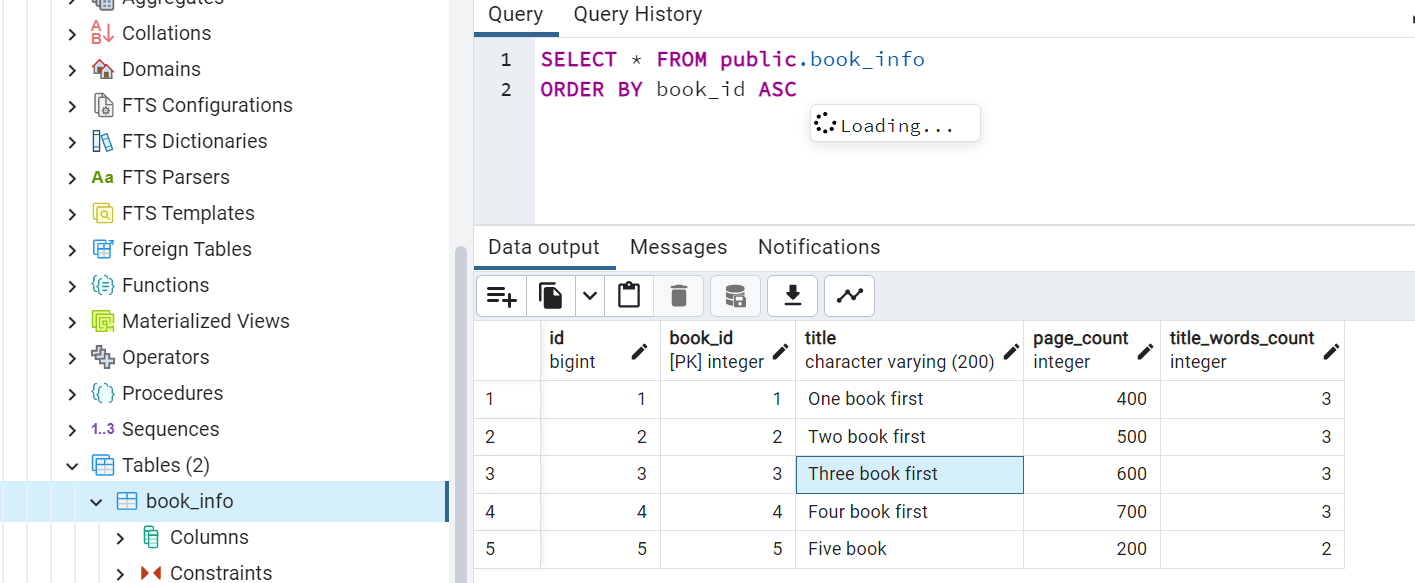 Aggregates
Collations
Domains
FTS Configurations
FTS Dictionaries
Aa FTS Parsers
FTS Templates
Foreign Tables
Functions
Materialized Views
Operators
Procedures
1..3 Sequences
Tables (2)
book_info
Columns
Constraints
Query Query History
1 SELECT * FROM public.book_info
2 ORDER BY book_id ASC
Loading...
Data output Messages Notifications
id book_id title page_count title_words_count
bigint [PK] integer character varying (200) integer integer
1 1 1 One book first 400 3
2 2 2 Two book first 500 3
3 3 3 Three book first 600 3
4 4 4 Four book first 700 3
5 5 5 Five book 200 2